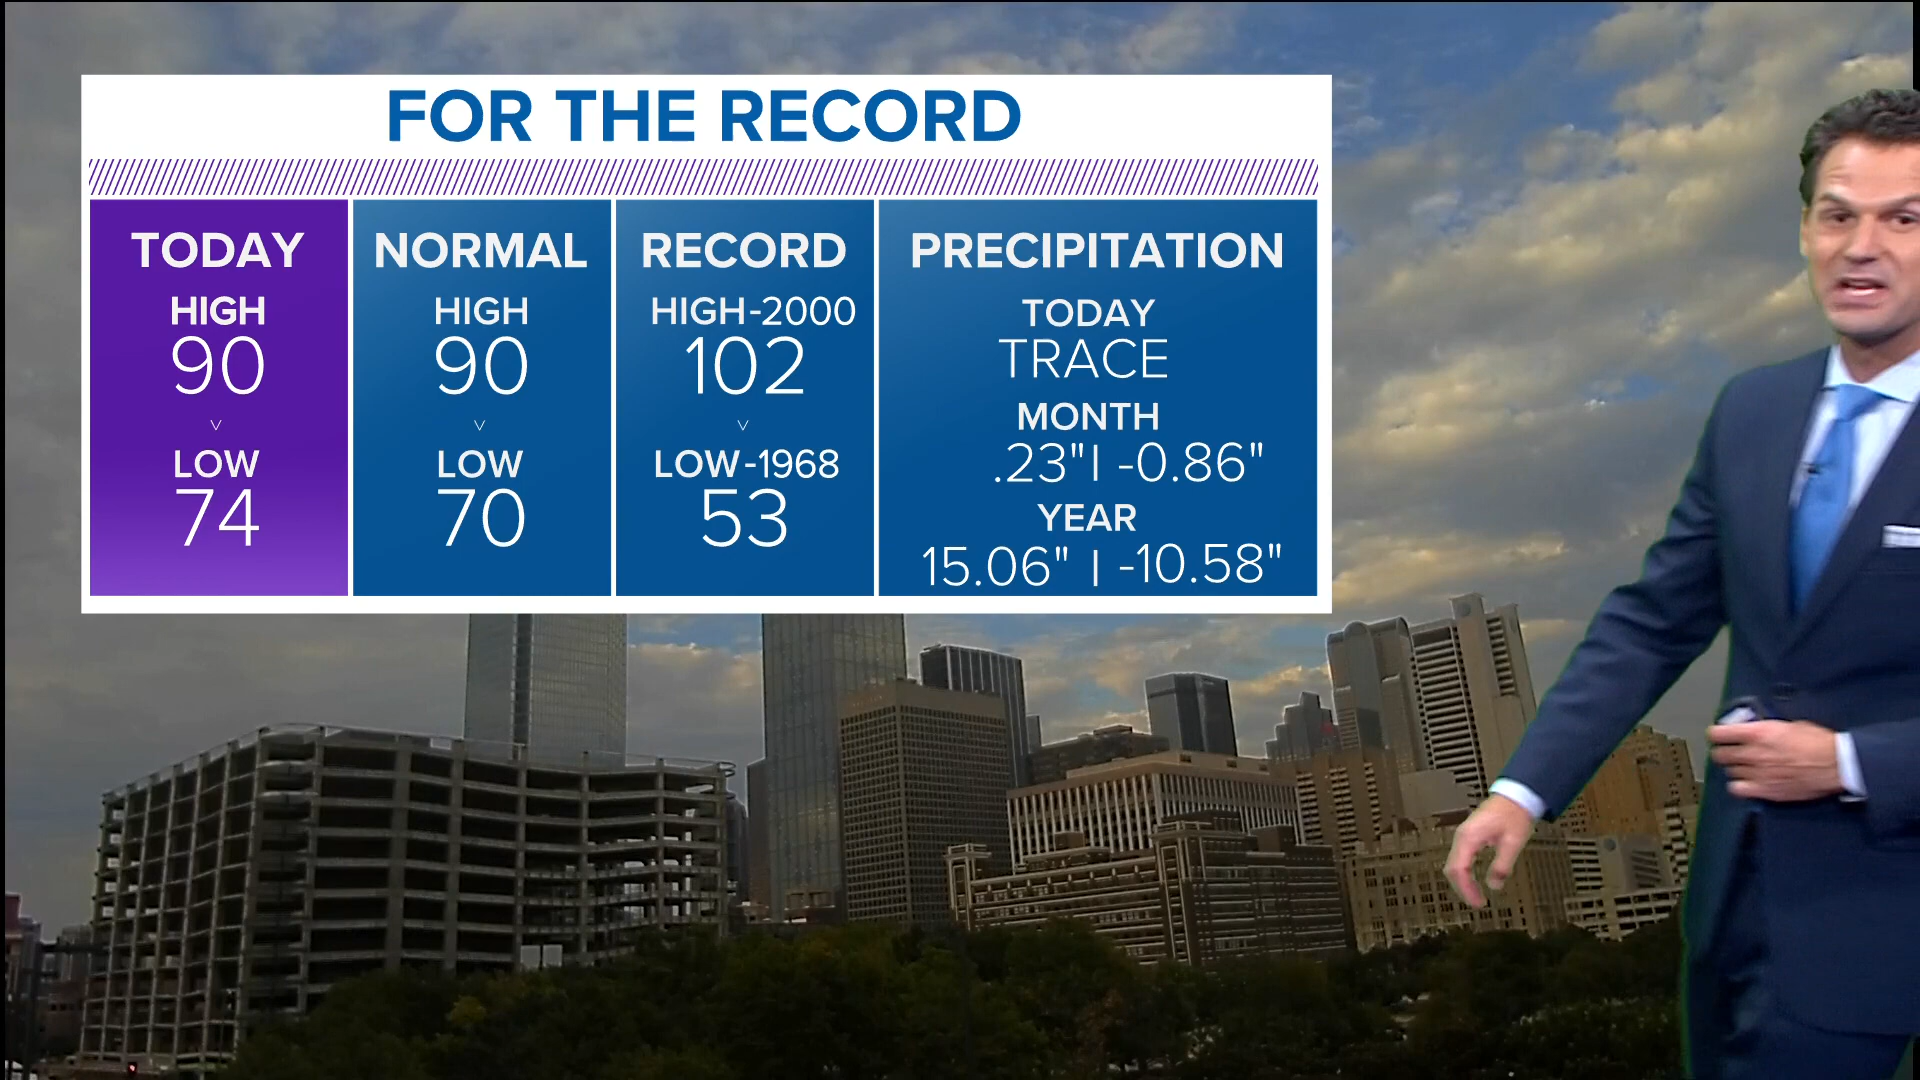 FOR THE RECORD
TODAY
HIGH
90
LOW
74
NORMAL
HIGH
90
LOW
70
RECORD
HIGH-2000
102
LOW-1968
53
PRECIPITATION
TODAY
TRACE
MONTH
.23"| -0.86"
YEAR
15.06" | -10.58"